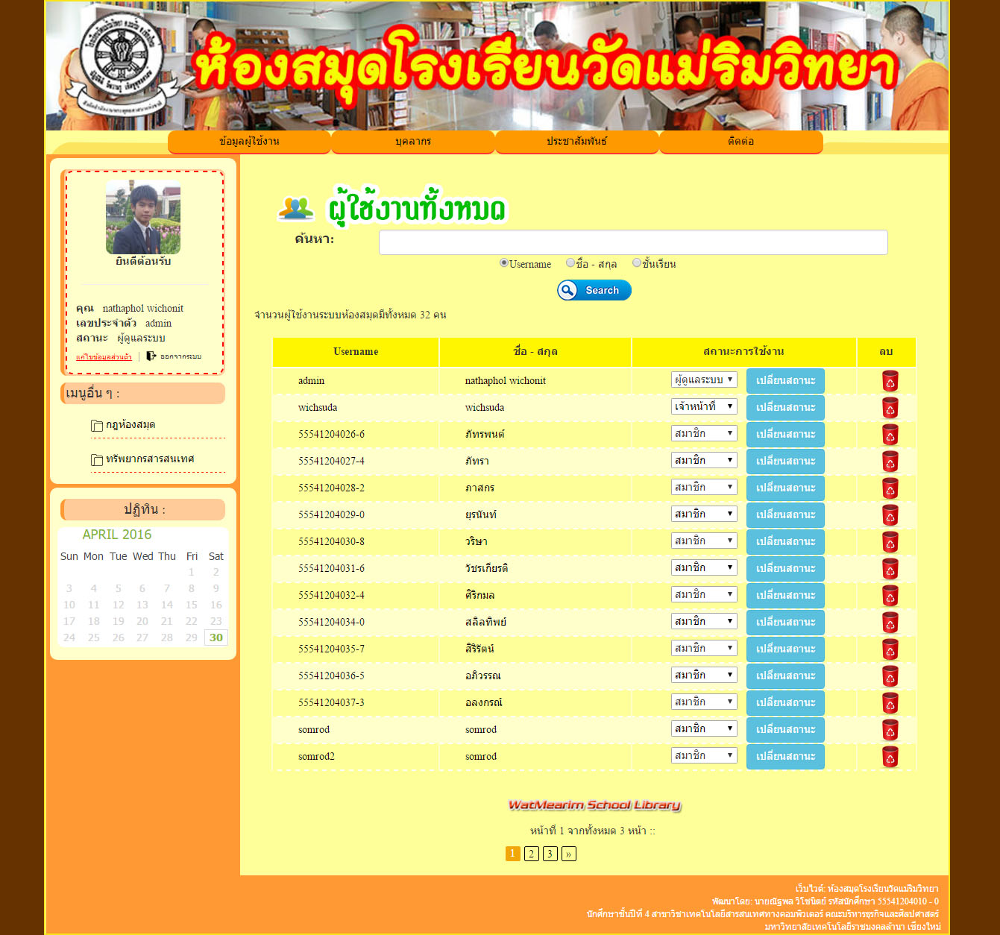 ห้องสมุดโรงเรียนวัดแม่ริมวิทยา
ข้อมูลผู้ใช้งาน บุคลากร ประชาสัมพันธ์ ติดต่อ
ยินดีต้อนรับ
คุณ nathaphol wichonit
เลขประจำตัว admin
สถานะ ผู้ดูแลระบบ
แก้ไขข้อมูลส่วนตัว | ออกจากระบบ
เมนูอื่น ๆ :
กฎห้องสมุด
ทรัพยากรสารสนเทศ
ปฏิทิน :
APRIL 2016
Sun Mon Tue Wed Thu Fri Sat
1 2
3 4 5 6 7 8 9
10 11 12 13 14 15 16
17 18 19 20 21 22 23
24 25 26 27 28 29 30
ผู้ใช้งานทั้งหมด
ค้นหา:
Username ชื่อ - สกุล ชั้นเรียน
Search
จำนวนผู้ใช้งานระบบห้องสมุดมีทั้งหมด 32 คน
Username ชื่อ - สกุล สถานะการใช้งาน ลบ
admin nathaphol wichonit ผู้ดูแลระบบ เปลี่ยนสถานะ
wichsuda wichsuda เจ้าหน้าที่ เปลี่ยนสถานะ
55541204026-6 ภัทรพนต์ สมาชิก เปลี่ยนสถานะ
55541204027-4 ภัทรา สมาชิก เปลี่ยนสถานะ
55541204028-2 ภาสกร สมาชิก เปลี่ยนสถานะ
55541204029-0 ยุรนันท์ สมาชิก เปลี่ยนสถานะ
55541204030-8 วริษา สมาชิก เปลี่ยนสถานะ
55541204031-6 วัชรเกียรติ สมาชิก เปลี่ยนสถานะ
55541204032-4 ศิริกมล สมาชิก เปลี่ยนสถานะ
55541204034-0 สลิลทิพย์ สมาชิก เปลี่ยนสถานะ
55541204035-7 สิริรัตน์ สมาชิก เปลี่ยนสถานะ
55541204036-5 อภิวรรณ สมาชิก เปลี่ยนสถานะ
55541204037-3 อลงกรณ์ สมาชิก เปลี่ยนสถานะ
somrod somrod สมาชิก เปลี่ยนสถานะ
somrod2 somrod สมาชิก เปลี่ยนสถานะ
WatMearim School Library
หน้าที่ 1 จากทั้งหมด 3 หน้า ::
1 2 3 »
เว็บไวต์: ห้องสมุดโรงเรียนวัดแม่ริมวิทยา
พัฒนาโดย: นายณัฐพล วิโชนิตย์ รหัสนักศึกษา 55541204010 - 0
นักศึกษาชั้นปีที่ 4 สาขาวิชาเทคโนโลยีสารสนเทศทางคอมพิวเตอร์ คณะบริหารธุรกิจและศิลปศาสตร์
มหาวิทยาลัยเทคโนโลยีราชมงคลล้านา เชียงใหม่